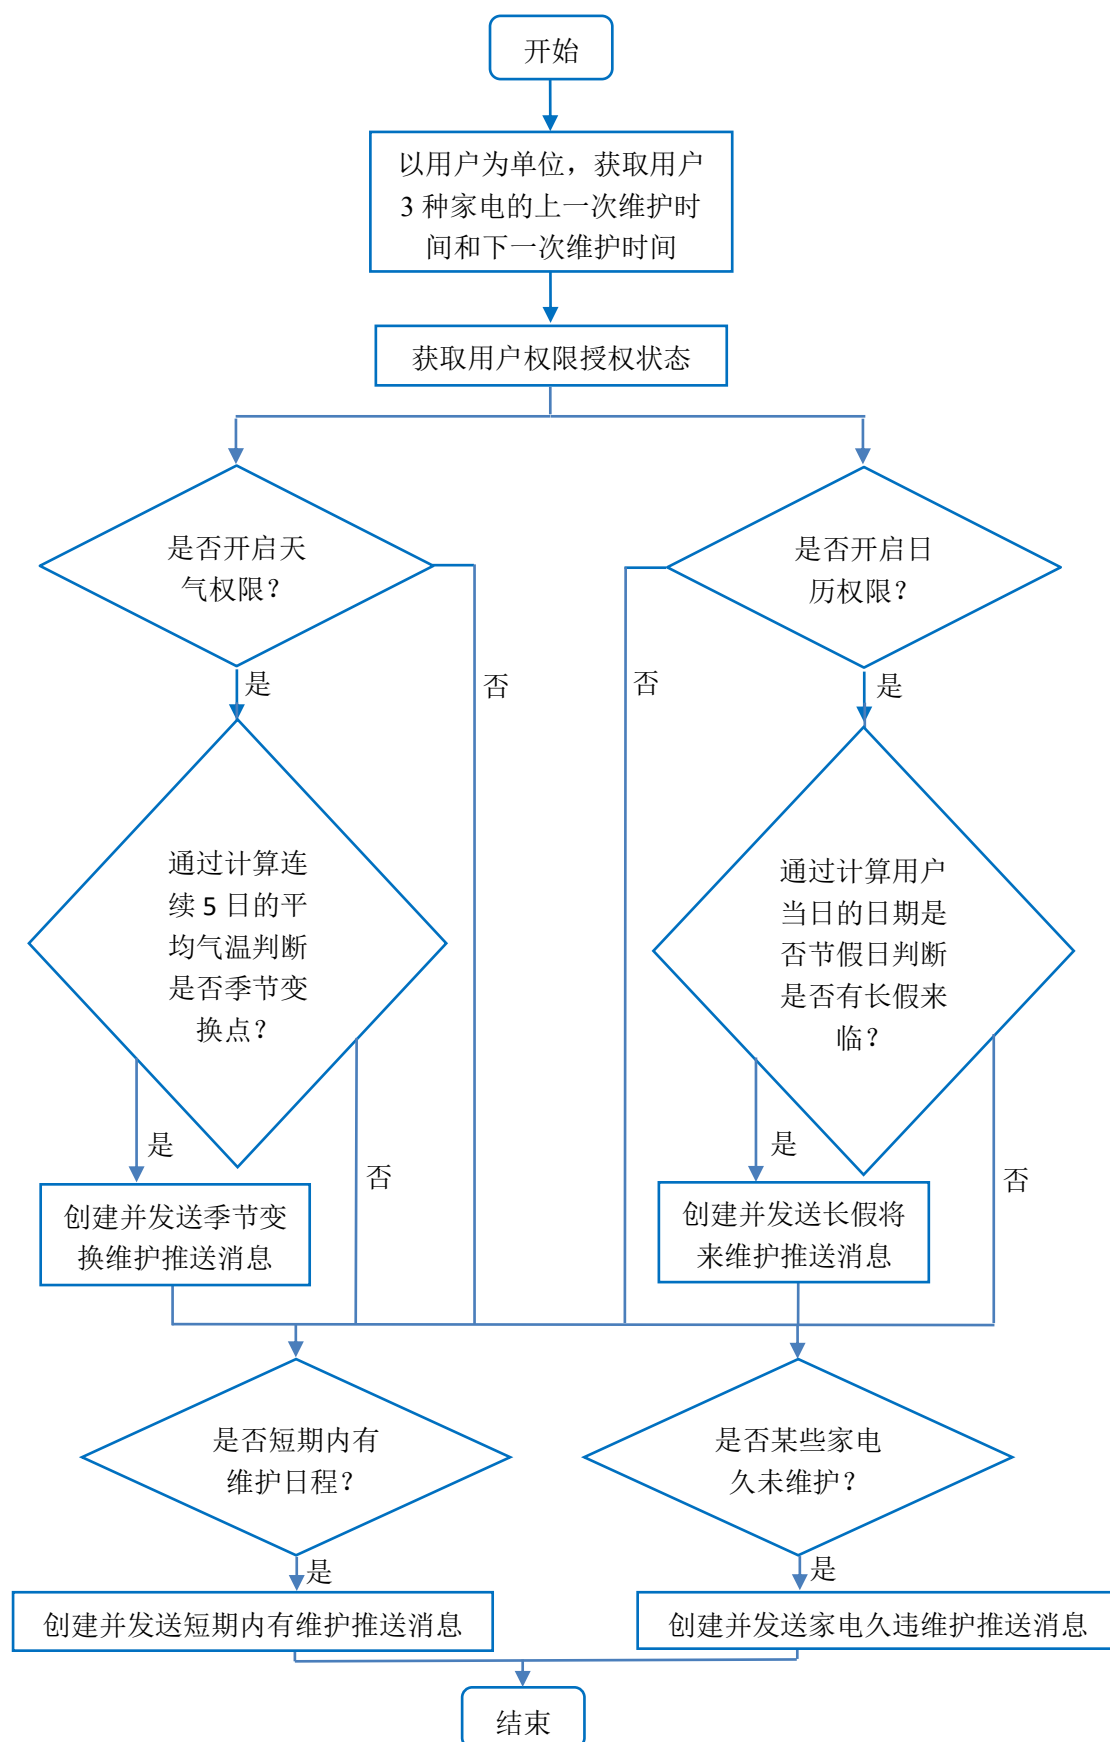 开始
以用户为单位，获取用户
3 种家电的上一次维护时
间和下一次维护时间
获取用户权限授权状态
是否开启天
气权限？
是否开启日
历权限？
是
否
否
是
通过计算连
续 5 日的平
均气温判断
是否季节变
换点？
通过计算用户
当日的日期是
否节假日判断
是否有长假来
临？
是
否
是
否
创建并发送季节变
换维护推送消息
创建并发送长假将
来维护推送消息
是否短期内有
维护日程？
是否某些家电
久未维护？
是
是
创建并发送短期内有维护推送消息
创建并发送家电久违维护推送消息
结束